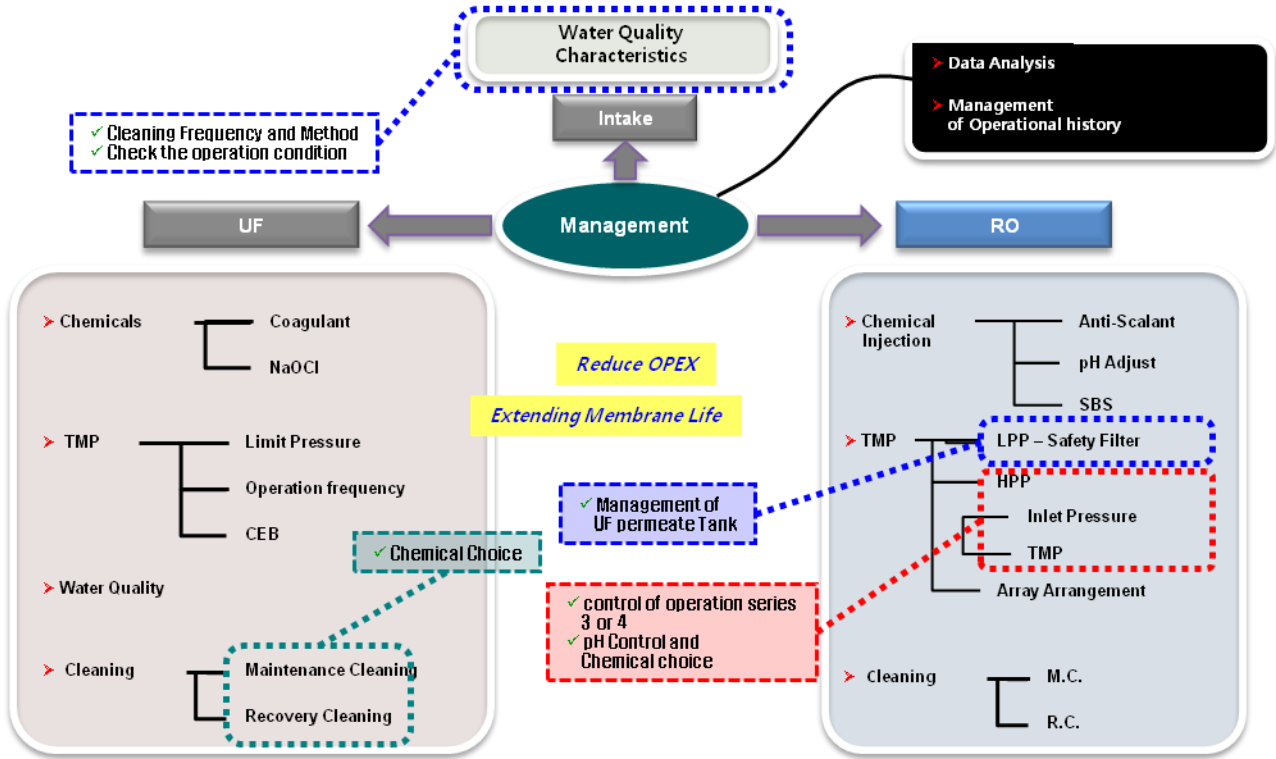 Water Quality
Characteristics
Intake
Data Analysis
Management
of Operational history
Cleaning Frequency and Method
Check the operation condition
UF
Management
RO
Chemicals
Coagulant
NaOCl
TMP
Limit Pressure
Operation frequency
CEB
Chemical Choice
Water Quality
Cleaning
Maintenance Cleaning
Recovery Cleaning
Reduce OPEX
Extending Membrane Life
Management of
UF permeate Tank
control of operation series
3 or 4
pH Control and
Chemical choice
Chemical
Injection
Anti-Scalant
pH Adjust
SBS
TMP
LPP – Safety Filter
HPP
Inlet Pressure
TMP
Array Arrangement
Cleaning
M.C.
R.C.